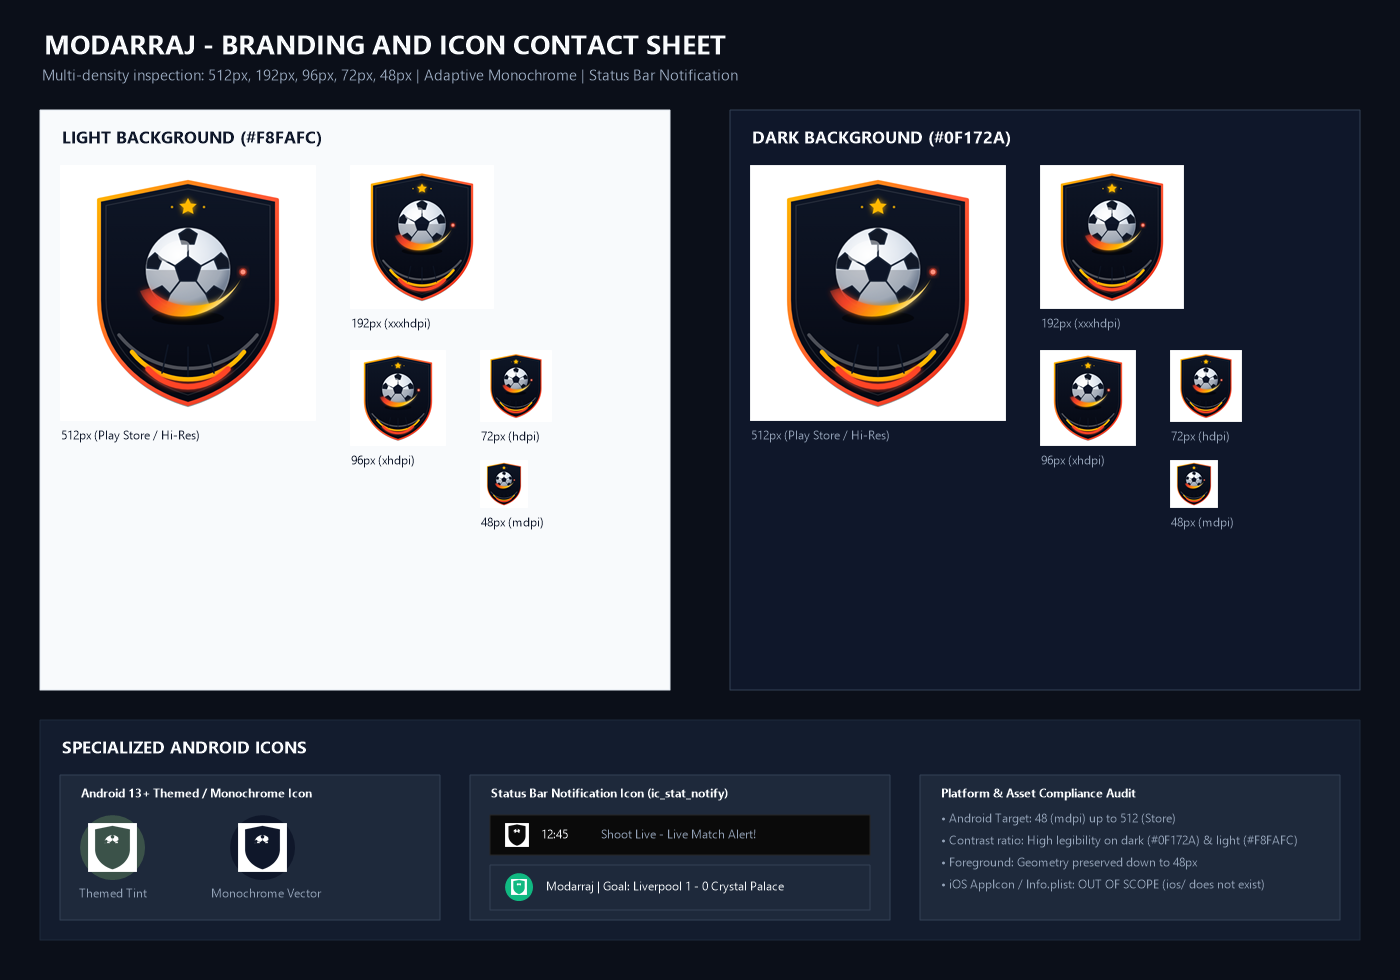 MODARRAJ - BRANDING AND ICON CONTACT SHEET
Multi-density inspection: 512px, 192px, 96px, 72px, 48px | Adaptive Monochrome | Status Bar Notification
LIGHT BACKGROUND (#F8FAFC)
512px (Play Store / Hi-Res)
192px (xxxhdpi)
96px (xhdpi)
72px (hdpi)
48px (mdpi)
DARK BACKGROUND (#0F172A)
512px (Play Store / Hi-Res)
192px (xxxhdpi)
96px (xhdpi)
72px (hdpi)
48px (mdpi)
SPECIALIZED ANDROID ICONS
Android 13+ Themed / Monochrome Icon
Themed Tint
Monochrome Vector
Status Bar Notification Icon (ic_stat_notify)
12:45 Shoot Live - Live Match Alert!
Modarraj | Goal: Liverpool 1 - 0 Crystal Palace
Platform & Asset Compliance Audit
• Android Target: 48 (mdpi) up to 512 (Store)
• Contrast ratio: High legibility on dark (#0F172A) & light (#F8FAFC)
• Foreground: Geometry preserved down to 48px
• iOS AppIcon / Info.plist: OUT OF SCOPE (ios/ does not exist)